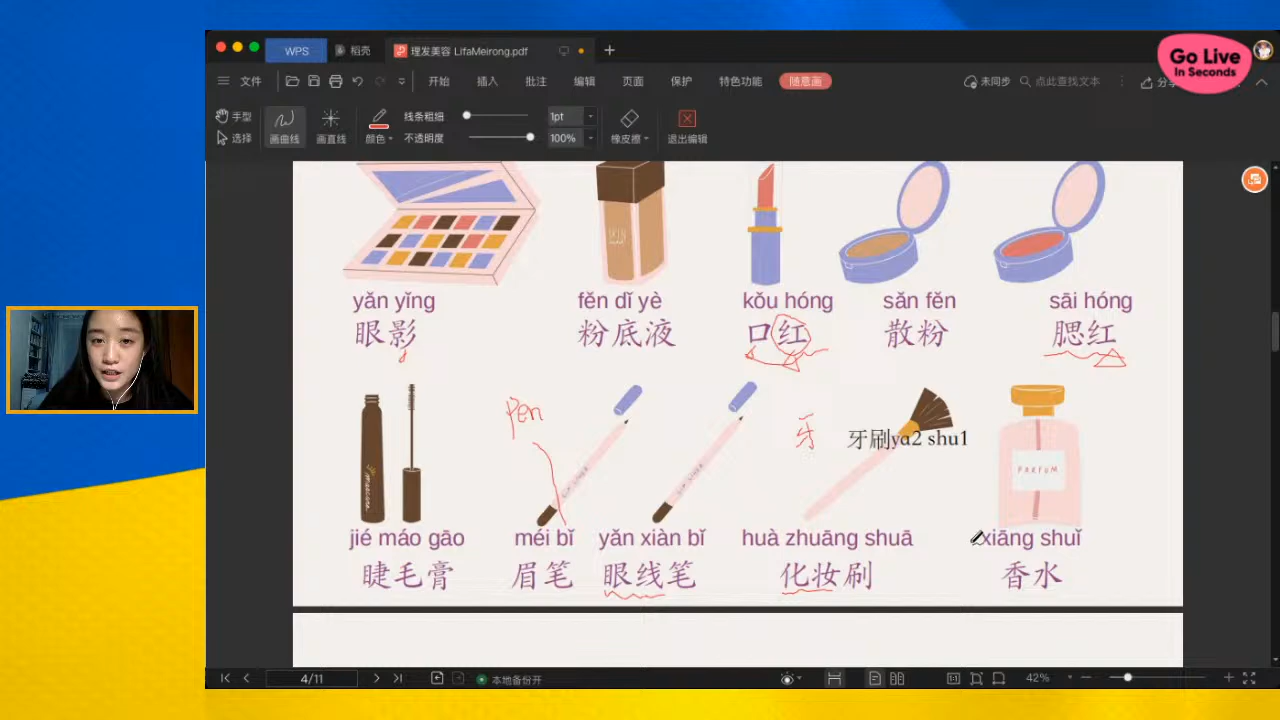 WPS
稻壳
理发美容 LifaMeirong.pdf
Go Live
In Seconds
文件
开始
插入
批注
编辑
页面
保护
特色功能
随意画
未同步
点此查找文本
手型
选择
画曲线
画直线
颜色
线条粗细
1pt
不透明度
100%
橡皮擦
退出编辑
SKIN
yǎn yǐng
fěn dǐ yè
kǒu hóng
sǎn fěn
sāi hóng
眼影
粉底液
口红
散粉
腮红
Pen
牙
牙刷ya2 shu1
PARFUM
jié máo gāo
méi bǐ
yǎn xiàn bǐ
huà zhuāng shuā
xiāng shuǐ
睫毛膏
眉笔
眼线笔
化妆刷
香水
4/11
本地备份开
42%